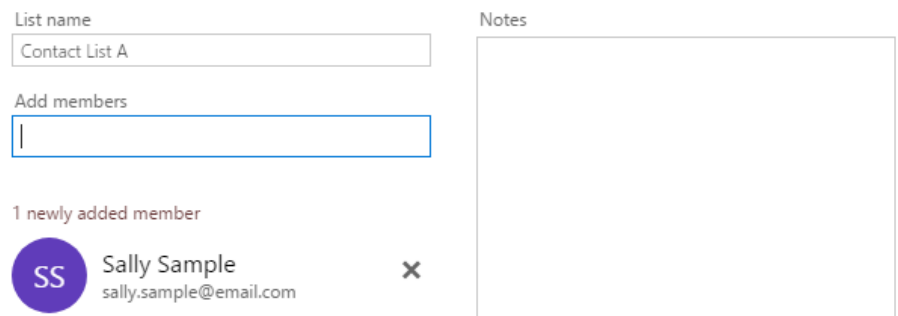 List name
Contact List A
Add members
1 newly added member
SS
Sally Sample
sally.sample@email.com
Notes